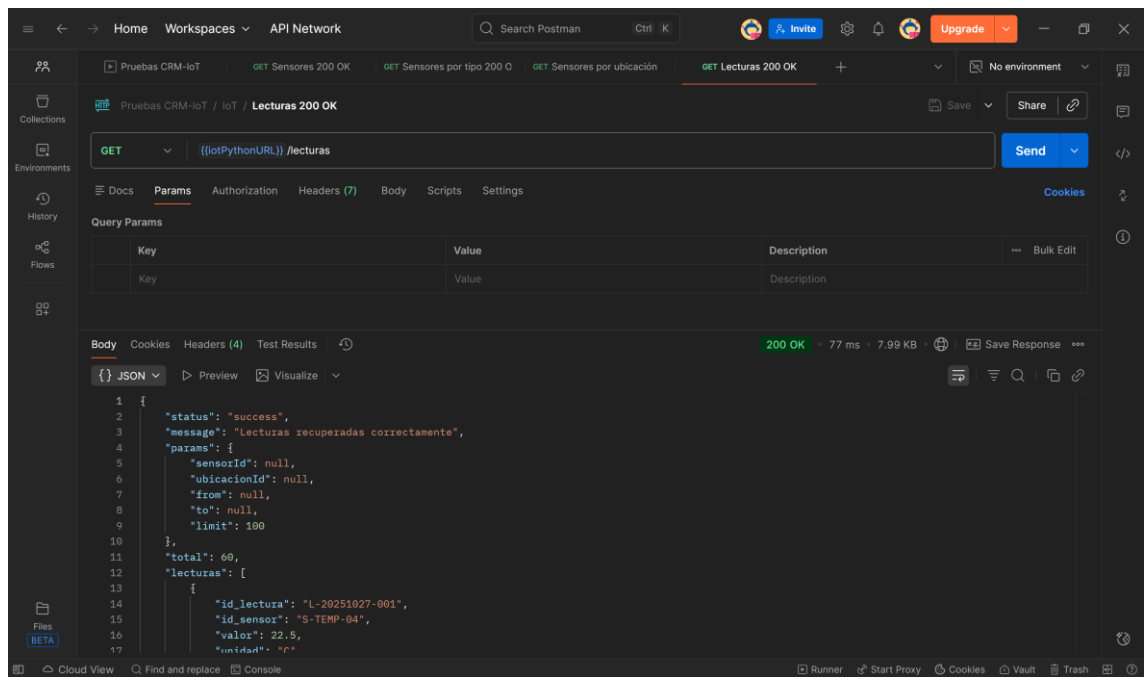 Home Workspaces API Network Search Postman Ctrl K Invite Upgrade
Pruebas CRM-IoT GET Sensores 200 OK GET Sensores por tipo 200 O GET Sensores por ubicación GET Lecturas 200 OK + No environment
Collections
HTTP Pruebas CRM-IoT / IoT / Lecturas 200 OK Save Share
GET {{iotPythonURL}} /lecturas Send
Environments
Docs Params Authorization Headers (7) Body Scripts Settings Cookies
History
Query Params
Key Value Description Bulk Edit
Flows
Key Value Description
Body Cookies Headers (4) Test Results 200 OK 77 ms 7.99 KB Save Response
{} JSON Preview Visualize
1 {
2 "status": "success",
3 "message": "Lecturas recuperadas correctamente",
4 "params": {
5 "sensorId": null,
6 "ubicacionId": null,
7 "from": null,
8 "to": null,
9 "limit": 100
10 },
11 "total": 60,
12 "lecturas": [
13 {
14 "id_lectura": "L-20251027-001",
15 "id_sensor": "S-TEMP-04",
16 "valor": 22.5,
17 "unidad": "C"
Files
BETA
Cloud View Find and replace Console Runner Start Proxy Cookies Vault Trash